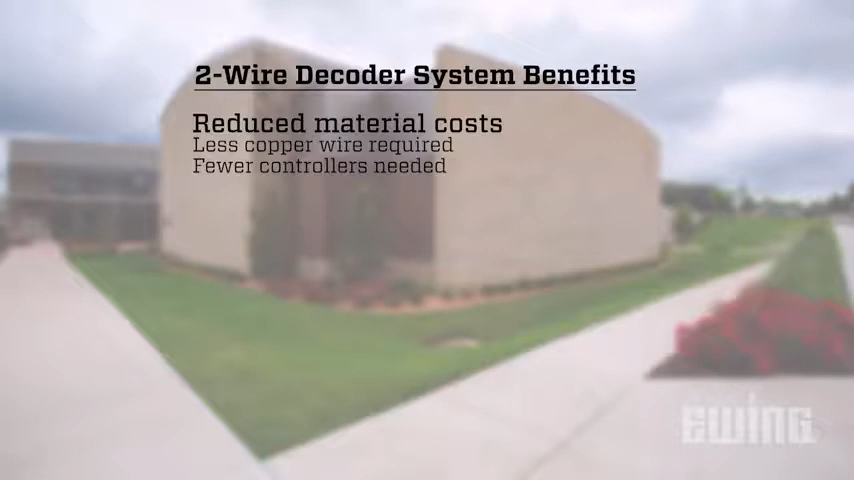 2-Wire Decoder System Benefits
Reduced material costs
Less copper wire required
Fewer controllers needed
EWING